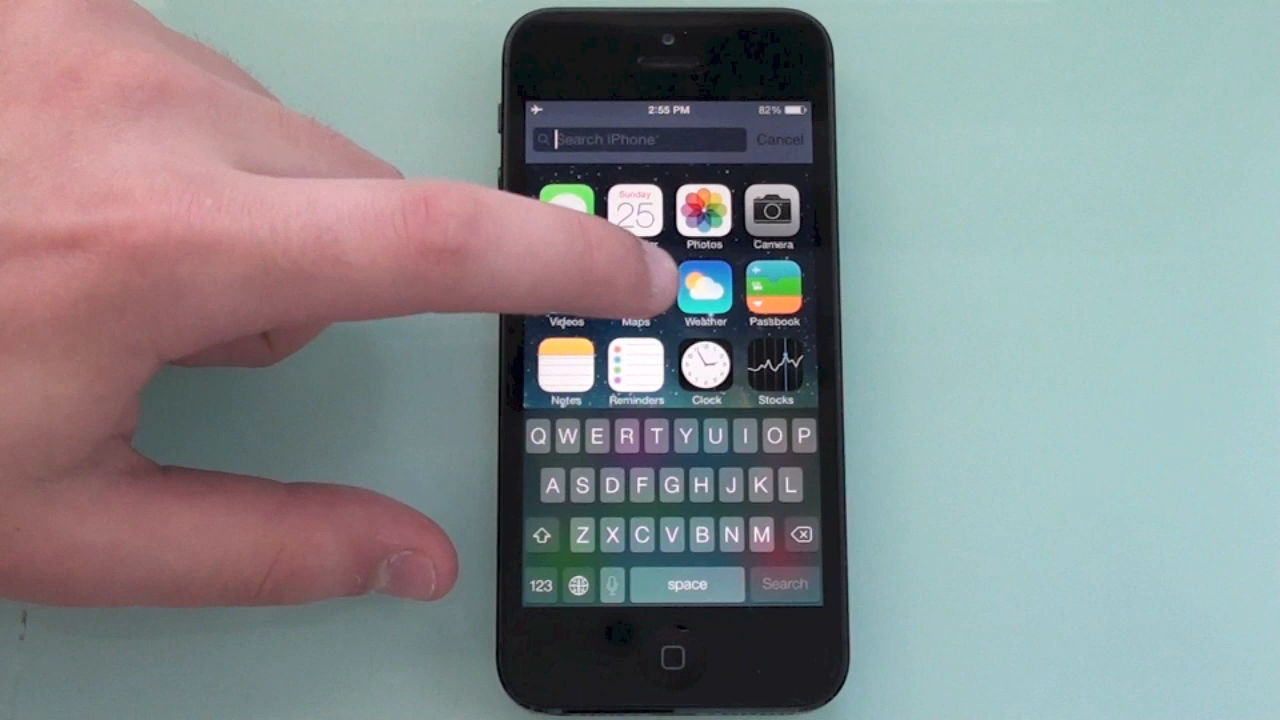 2:55 PM 82%
Search iPhone Cancel
Sunday
25
Photos Camera
Videos Maps Weather Passbook
Notes Reminders Clock Stocks
Q W E R T Y U I O P
A S D F G H J K L
Z X C V B N M
123 space Search